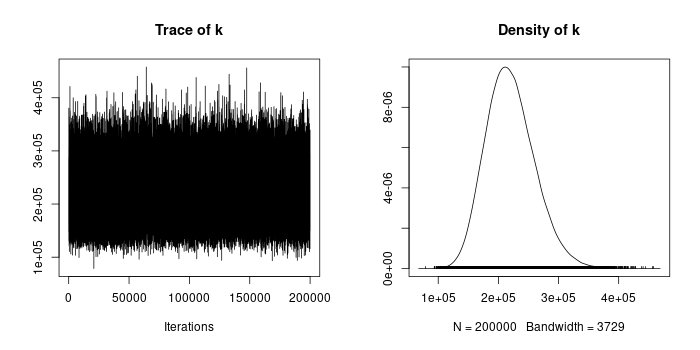 Trace of k
4e+05
3e+05
2e+05
1e+05
0 50000 100000 150000 200000
Iterations
Density of k
8e-06
4e-06
0e+00
1e+05 2e+05 3e+05 4e+05
N = 200000 Bandwidth = 3729